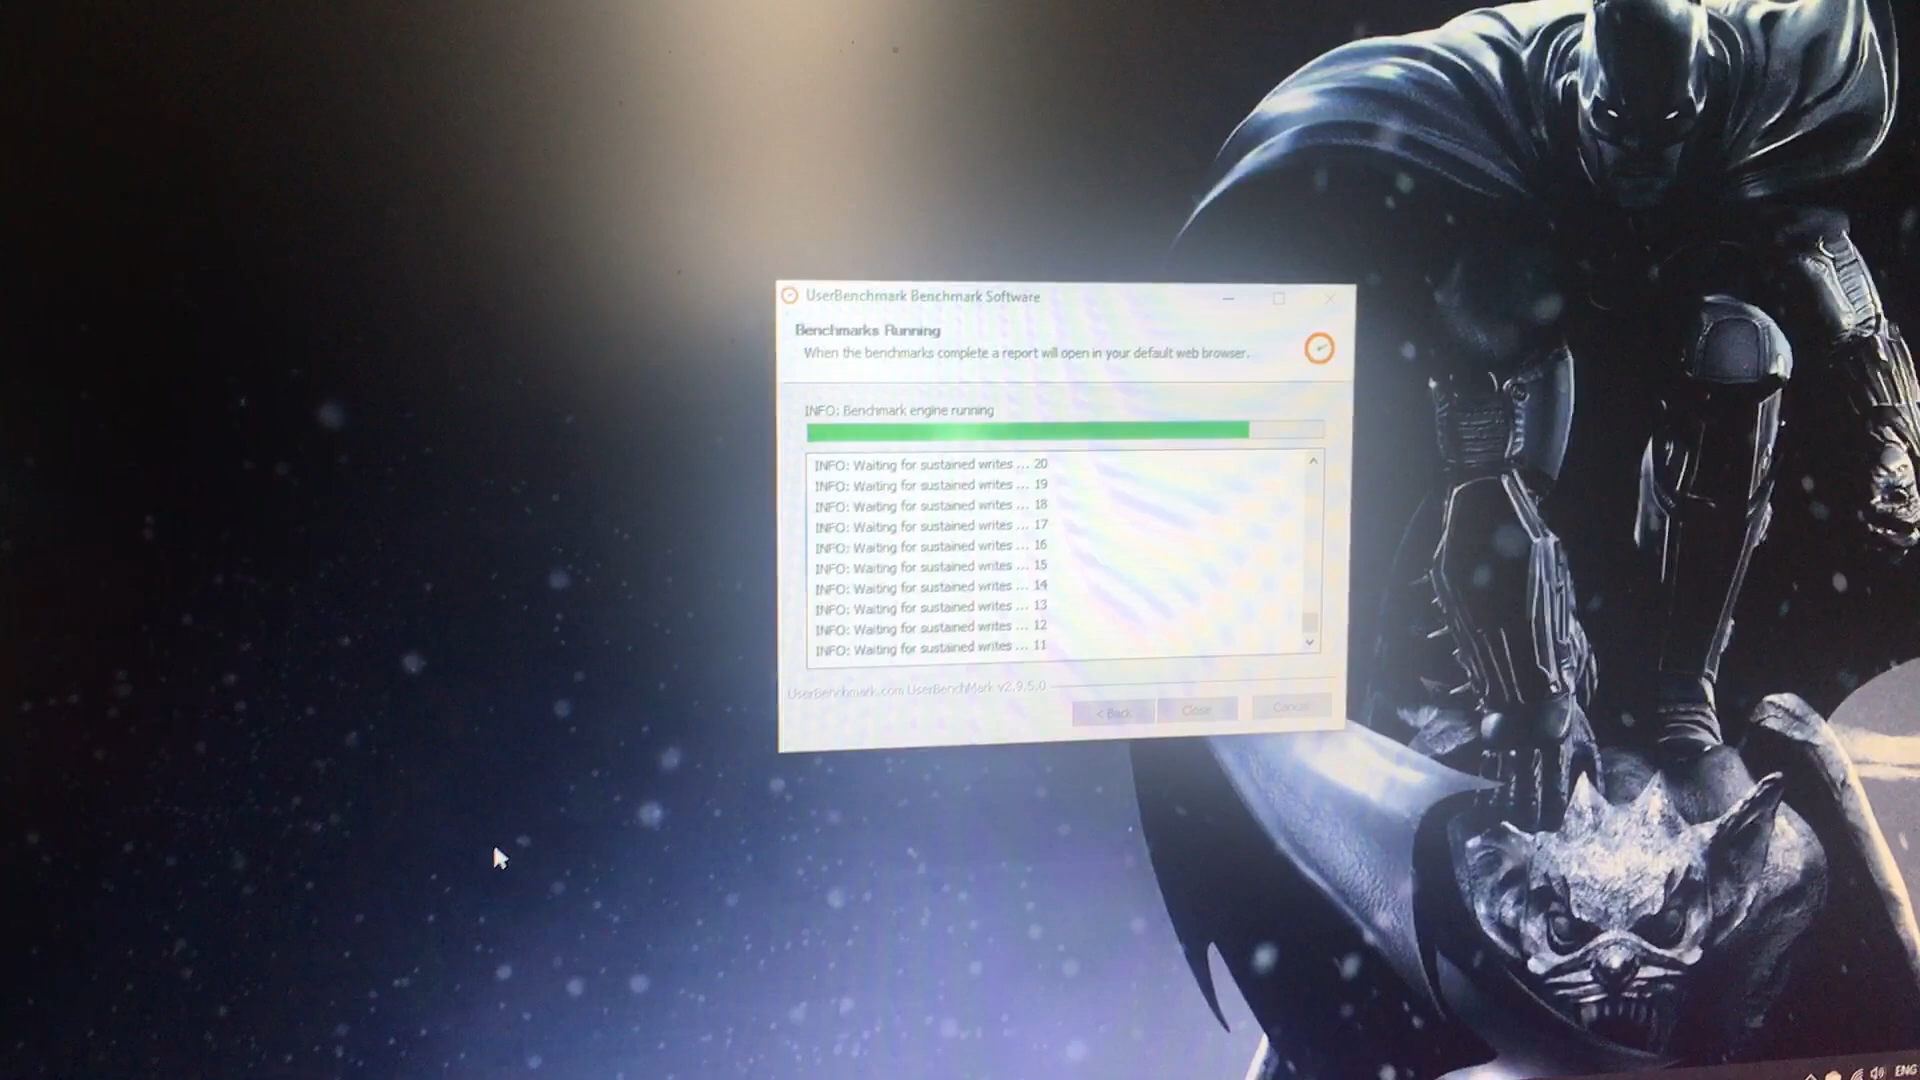 UserBenchmark Benchmark Software
Benchmarks Running
When the benchmarks complete a report will open in your default web browser.
INFO: Benchmark engine running
INFO: Waiting for sustained writes ... 20
INFO: Waiting for sustained writes ... 19
INFO: Waiting for sustained writes ... 18
INFO: Waiting for sustained writes ... 17
INFO: Waiting for sustained writes ... 16
INFO: Waiting for sustained writes ... 15
INFO: Waiting for sustained writes ... 14
INFO: Waiting for sustained writes ... 13
INFO: Waiting for sustained writes ... 12
INFO: Waiting for sustained writes ... 11
UserBenchmark.com UserBenchMark v2.9.5.0
< Back Close Cancel
ENG